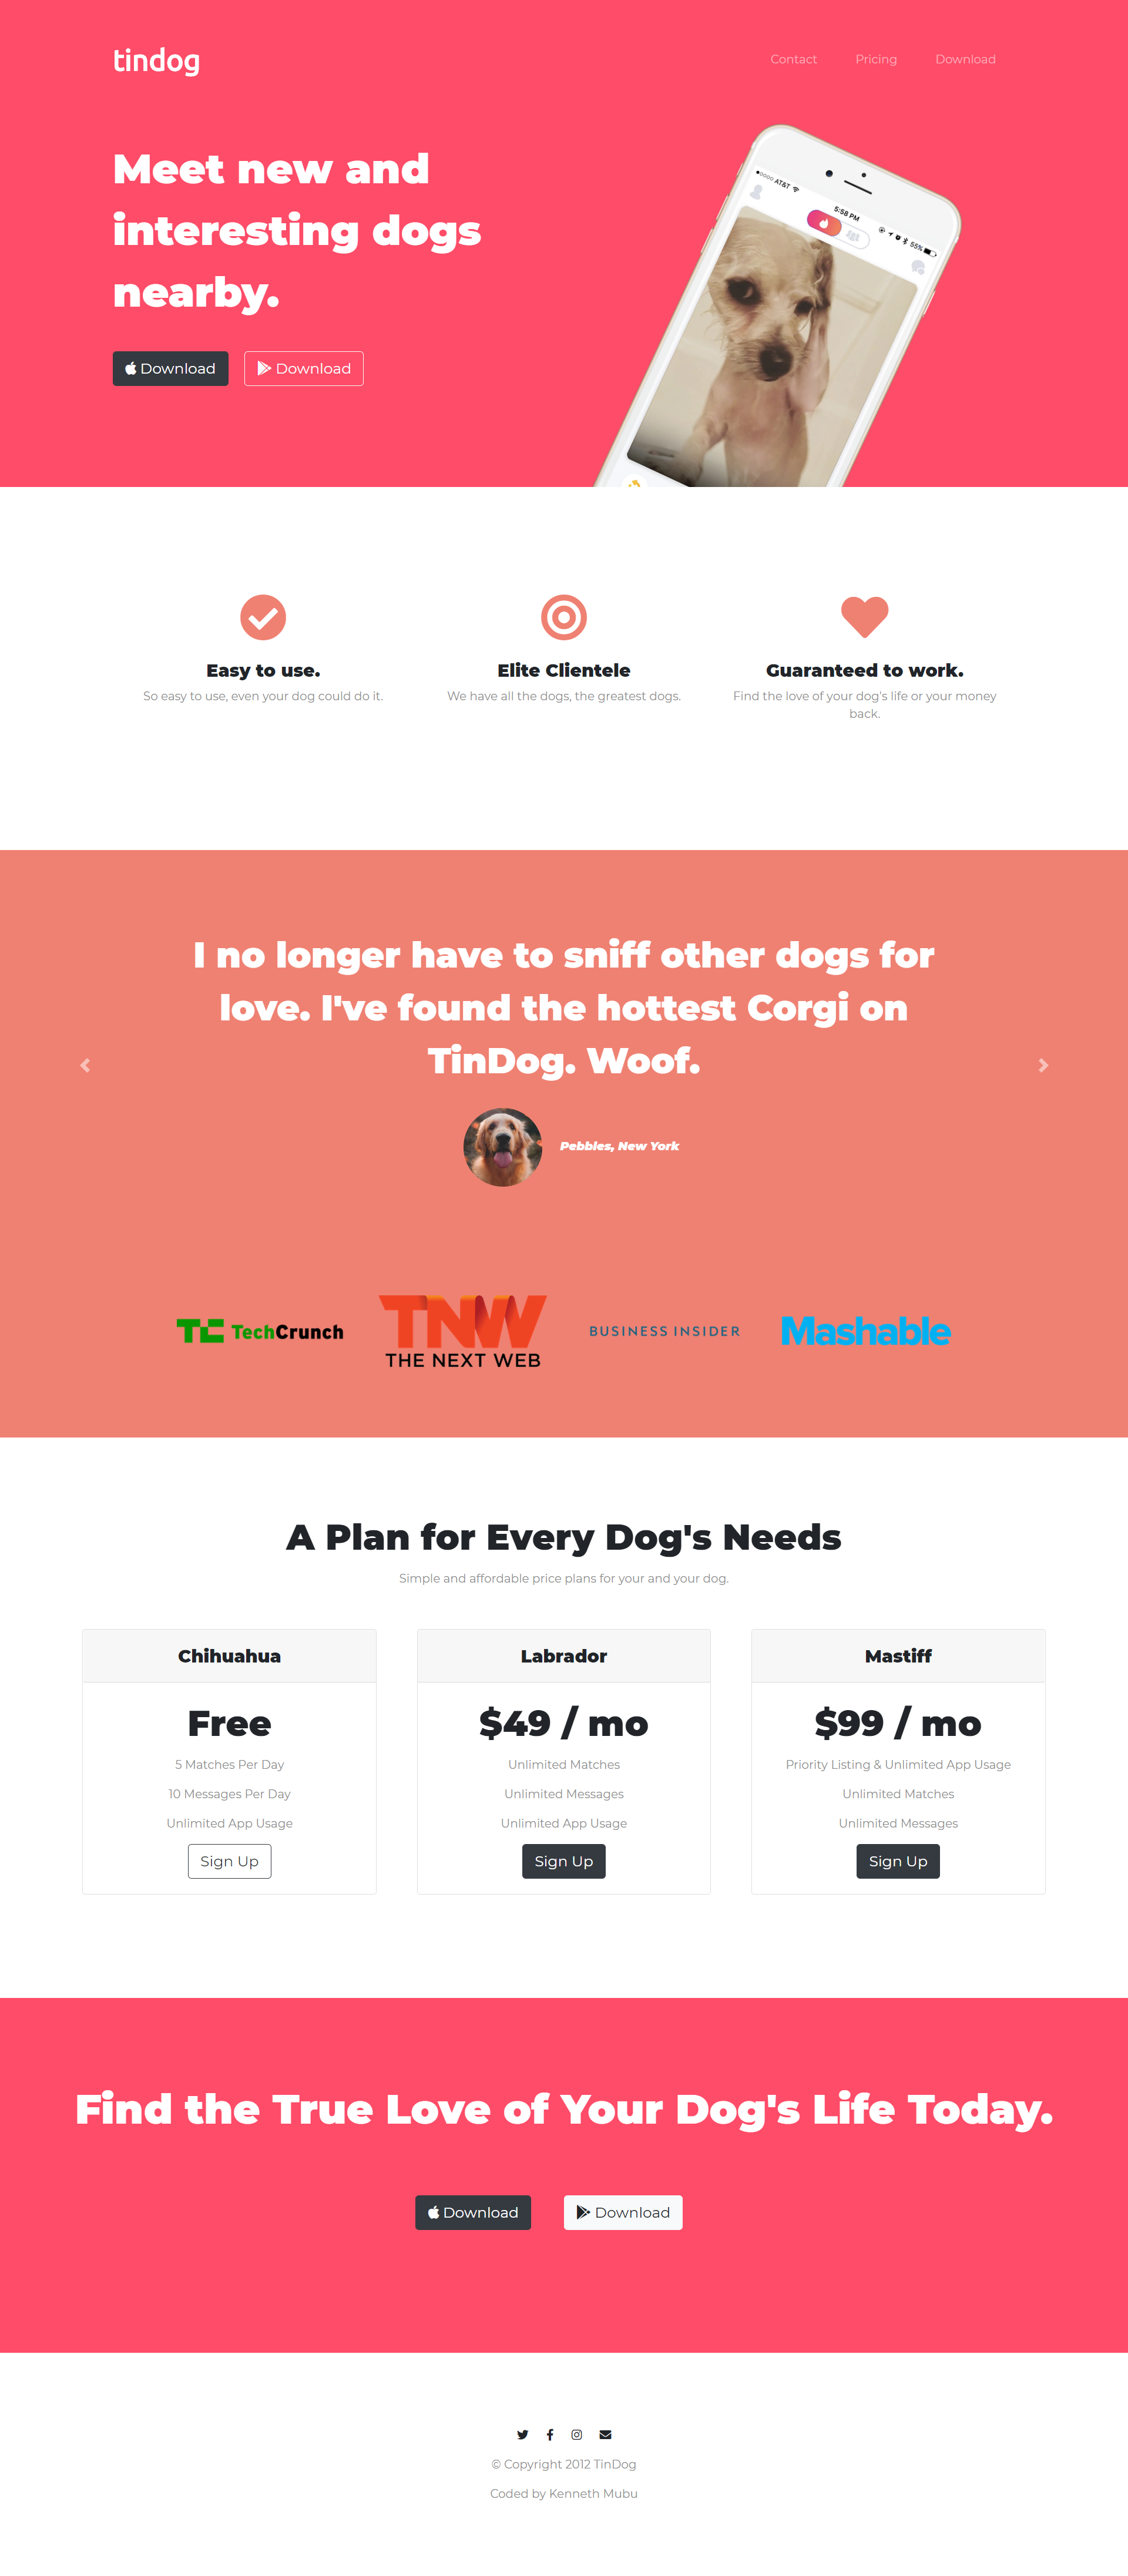 tindog
Contact Pricing Download
Meet new and
interesting dogs
nearby.
Download Download
AT&T 5:58 PM 55%
Easy to use.
So easy to use, even your dog could do it.
Elite Clientele
We have all the dogs, the greatest dogs.
Guaranteed to work.
Find the love of your dog's life or your money
back.
I no longer have to sniff other dogs for
love. I've found the hottest Corgi on
TinDog. Woof.
Pebbles, New York
TC TechCrunch
TNW
THE NEXT WEB
BUSINESS INSIDER
Mashable
A Plan for Every Dog's Needs
Simple and affordable price plans for your and your dog.
Chihuahua
Free
5 Matches Per Day
10 Messages Per Day
Unlimited App Usage
Sign Up
Labrador
$49 / mo
Unlimited Matches
Unlimited Messages
Unlimited App Usage
Sign Up
Mastiff
$99 / mo
Priority Listing & Unlimited App Usage
Unlimited Matches
Unlimited Messages
Sign Up
Find the True Love of Your Dog's Life Today.
Download Download
© Copyright 2012 TinDog
Coded by Kenneth Mubu